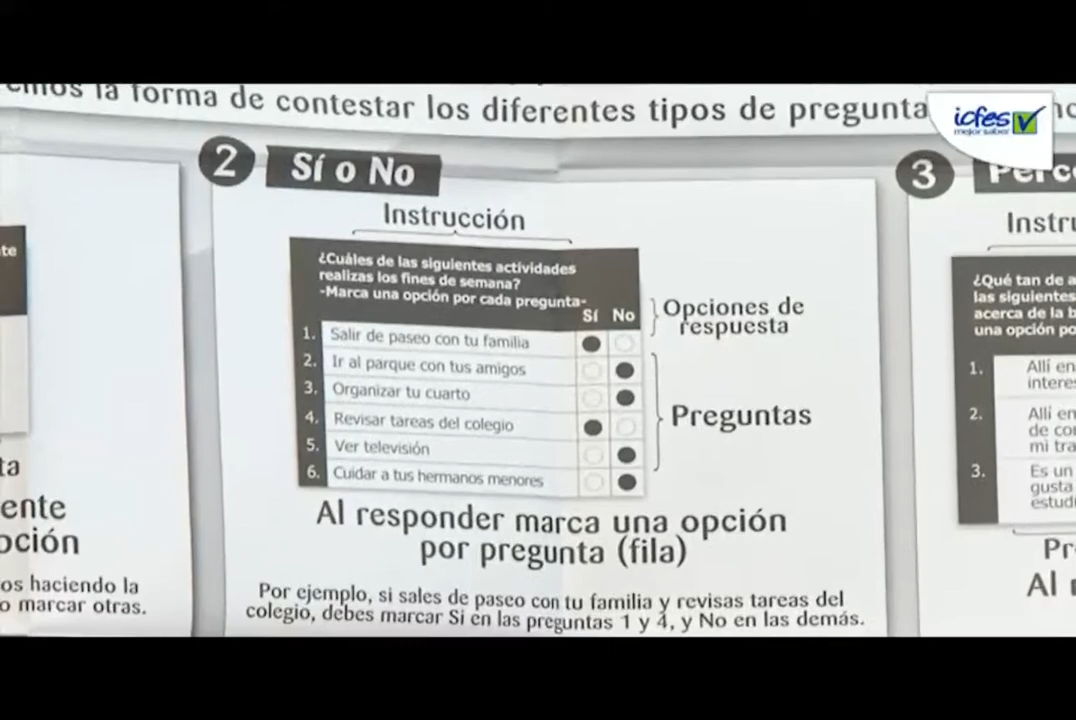 la forma de contestar los diferentes tipos de pregunta
icfes
mejor saber
te
ta
ente
oción
os haciendo la
o marcar otras.
2 Sí o No
Instrucción
¿Cuáles de las siguientes actividades
realizas los fines de semana?
-Marca una opción por cada pregunta-
Sí No
Opciones de
respuesta
1. Salir de paseo con tu familia
2. Ir al parque con tus amigos
3. Organizar tu cuarto
4. Revisar tareas del colegio
5. Ver televisión
6. Cuidar a tus hermanos menores
Preguntas
Al responder marca una opción
por pregunta (fila)
Por ejemplo, si sales de paseo con tu familia y revisas tareas del
colegio, debes marcar Si en las preguntas 1 y 4, y No en las demás.
3 Perc
Instru
¿Qué tan de a
las siguientes
acerca de la b
una opción po
1. Allí en
interes
2. Allí en
de co
mi tra
3. Es un
gusta
estudi
Pr
Al